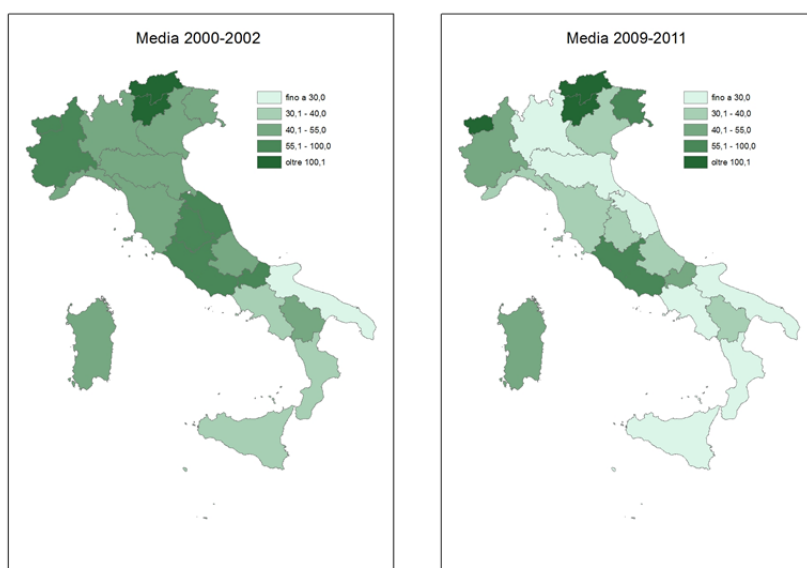 Media 2000-2002
fino a 30,0
30,1 - 40,0
40,1 - 55,0
55,1 - 100,0
oltre 100,1
Media 2009-2011
fino a 30,0
30,1 - 40,0
40,1 - 55,0
55,1 - 100,0
oltre 100,1